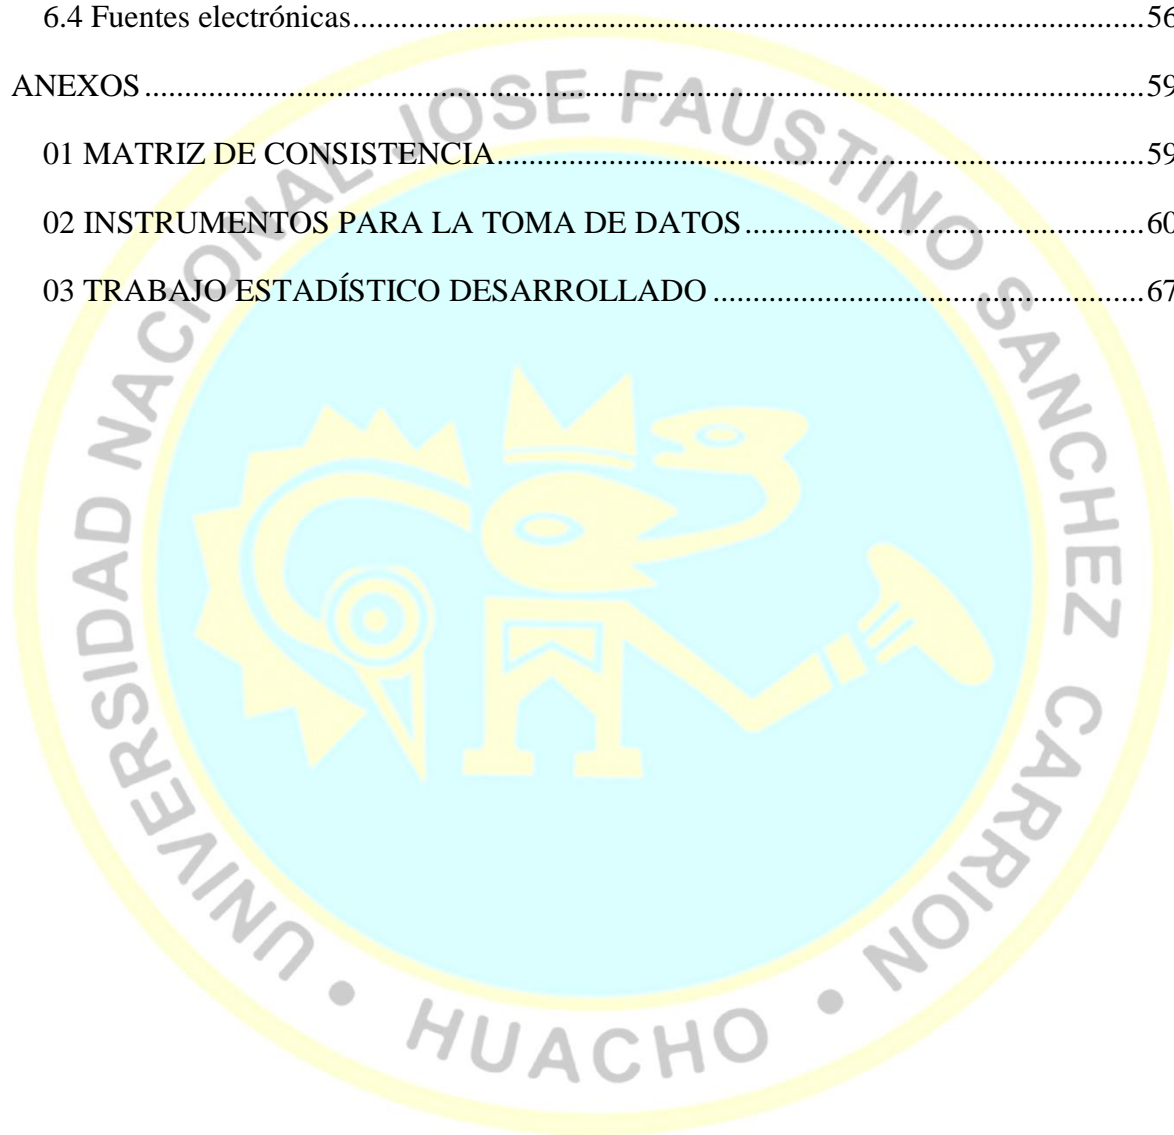 6.4 Fuentes electrónicas............................................................................................56
ANEXOS.......................................................................................................................59
01 MATRIZ DE CONSISTENCIA..........................................................................59
02 INSTRUMENTOS PARA LA TOMA DE DATOS............................................60
03 TRABAJO ESTADÍSTICO DESARROLLADO................................................67
UNIVERSIDAD NACIONAL JOSE FAUSTINO SANCHEZ CARRION • HUACHO •